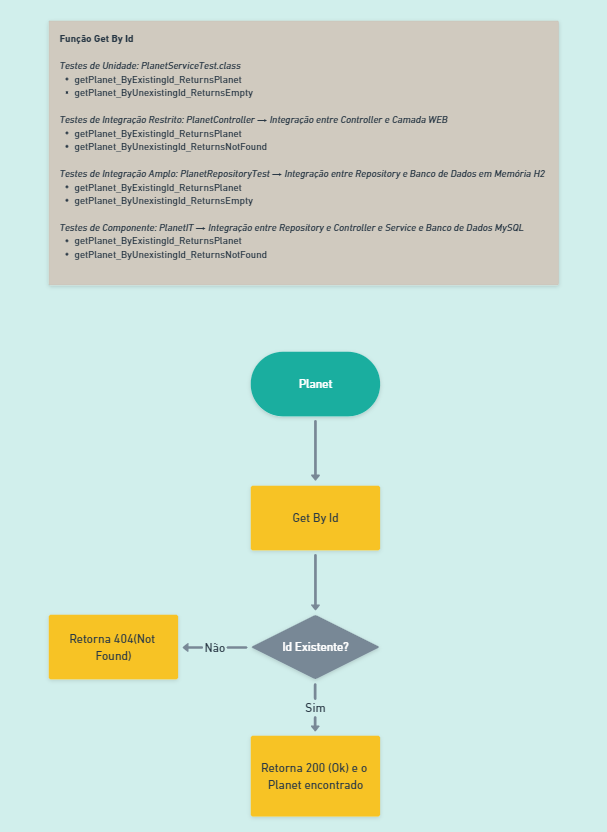 Função Get By Id
Testes de Unidade: PlanetServiceTest.class
• getPlanet_ByExistingId_ReturnsPlanet
• getPlanet_ByUnexistingId_ReturnsEmpty
Testes de Integração Restrito: PlanetController → Integração entre Controller e Camada WEB
• getPlanet_ByExistingId_ReturnsPlanet
• getPlanet_ByUnexistingId_ReturnsNotFound
Testes de Integração Amplo: PlanetRepositoryTest → Integração entre Repository e Banco de Dados em Memória H2
• getPlanet_ByExistingId_ReturnsPlanet
• getPlanet_ByUnexistingId_ReturnsEmpty
Testes de Componente: PlanetIT → Integração entre Repository e Controller e Service e Banco de Dados MySQL
• getPlanet_ByExistingId_ReturnsPlanet
• getPlanet_ByUnexistingId_ReturnsNotFound
Planet
Get By Id
Id Existente?
Não
Retorna 404(Not
Found)
Sim
Retorna 200 (Ok) e o
Planet encontrado